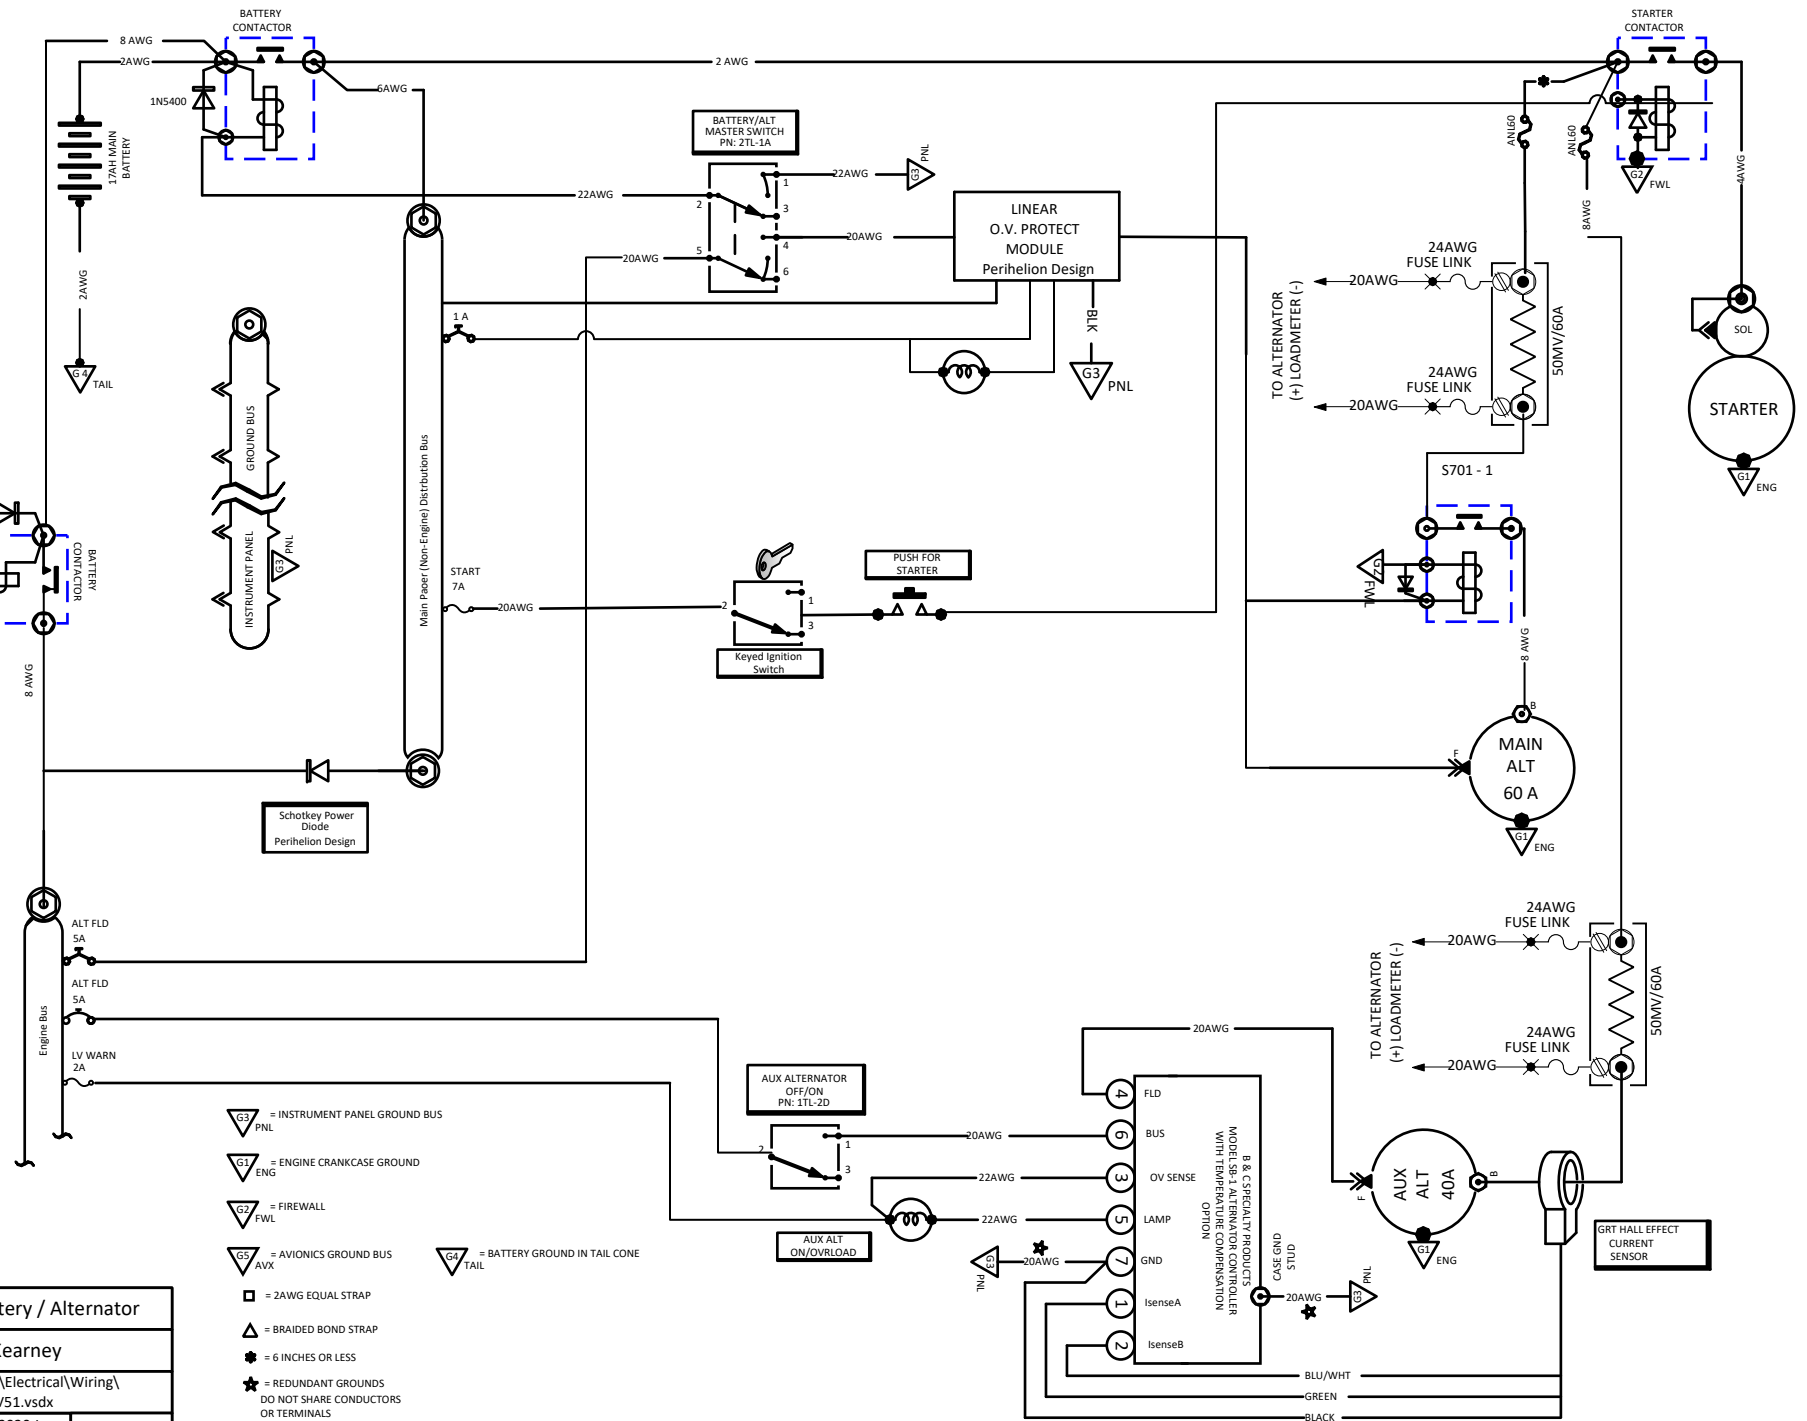 BATTERY
CONTACTOR
8 AWG
2AWG
1N5400
6AWG
2 AWG
STARTER
CONTACTOR
17AH MAIN
BATTERY
2AWG
G 4
TAIL
BATTERY/ALT
MASTER SWITCH
PN: 2TL-1A
22AWG
2
1
3
5
4
6
22AWG
G3
PNL
20AWG
20AWG
LINEAR
O.V. PROTECT
MODULE
Perihelion Design
BLK
G3
PNL
1 A
ANL60
ANL60
8AWG
G2
FWL
4AWG
SOL
STARTER
G1
ENG
24AWG
FUSE LINK
20AWG
24AWG
FUSE LINK
20AWG
TO ALTERNATOR
(+) LOADMETER (-)
50MV/60A
S701 - 1
G2
FWL
8 AWG
GROUND BUS
INSTRUMENT PANEL
G3
PNL
Main Paoer (Non-Engine) Distrbution Bus
BATTERY
CONTACTOR
8 AWG
START
7A
20AWG
2
1
3
Keyed Ignition
Switch
PUSH FOR
STARTER
B
F
MAIN
ALT
60 A
G1
ENG
Schotkey Power
Diode
Perihelion Design
Engine Bus
ALT FLD
5A
ALT FLD
5A
LV WARN
2A
24AWG
FUSE LINK
20AWG
24AWG
FUSE LINK
20AWG
TO ALTERNATOR
(+) LOADMETER (-)
50MV/60A
AUX ALTERNATOR
OFF/ON
PN: 1TL-2D
2
1
3
20AWG
20AWG
22AWG
22AWG
AUX ALT
ON/OVRLOAD
G3
PNL
20AWG
4
FLD
6
BUS
3
OV SENSE
5
LAMP
7
GND
1
IsenseA
2
IsenseB
B & C SPECIALTY PRODUCTS
MODEL SB-1 ALTERNATOR CONTROLLER
WITH TEMPERATURE COMPENSATION
OPTION
CASE GND
STUD
20AWG
G3
PNL
F
AUX
ALT
40A
B
G1
ENG
GRT HALL EFFECT
CURRENT
SENSOR
BLU/WHT
GREEN
BLACK
G3
PNL
= INSTRUMENT PANEL GROUND BUS
G1
ENG
= ENGINE CRANKCASE GROUND
G2
FWL
= FIREWALL
G5
AVX
= AVIONICS GROUND BUS
G4
TAIL
= BATTERY GROUND IN TAIL CONE
= 2AWG EQUAL STRAP
= BRAIDED BOND STRAP
= 6 INCHES OR LESS
= REDUNDANT GROUNDS
DO NOT SHARE CONDUCTORS
OR TERMINALS
tery / Alternator
earney
\Electrical\Wiring\
/51.vsdx